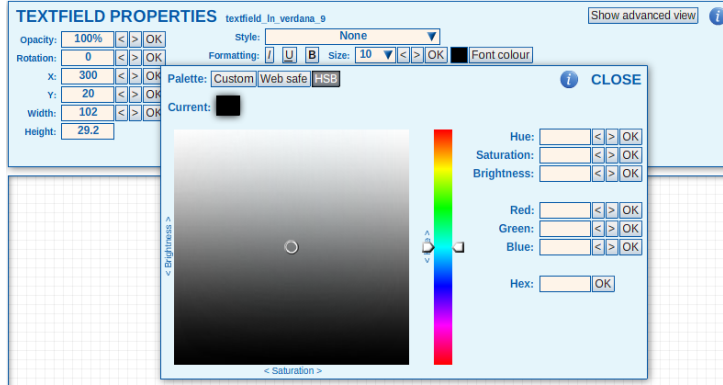 TEXTFIELD PROPERTIES textfield_ln_verdana_9 Show advanced view i
Opacity: 100% < > OK Style: None
Rotation: 0 < > OK Formatting: I U B Size: 10 < > OK Font colour
X: 300 < > OK
Y: 20 < > OK
Width: 102 < > OK
Height: 29.2
Palette: Custom Web safe HSB i CLOSE
Current:
Hue: < > OK
Saturation: < > OK
Brightness: < > OK
Red: < > OK
Green: < > OK
Blue: < > OK
Hex: OK
< Brightness >
< Saturation >